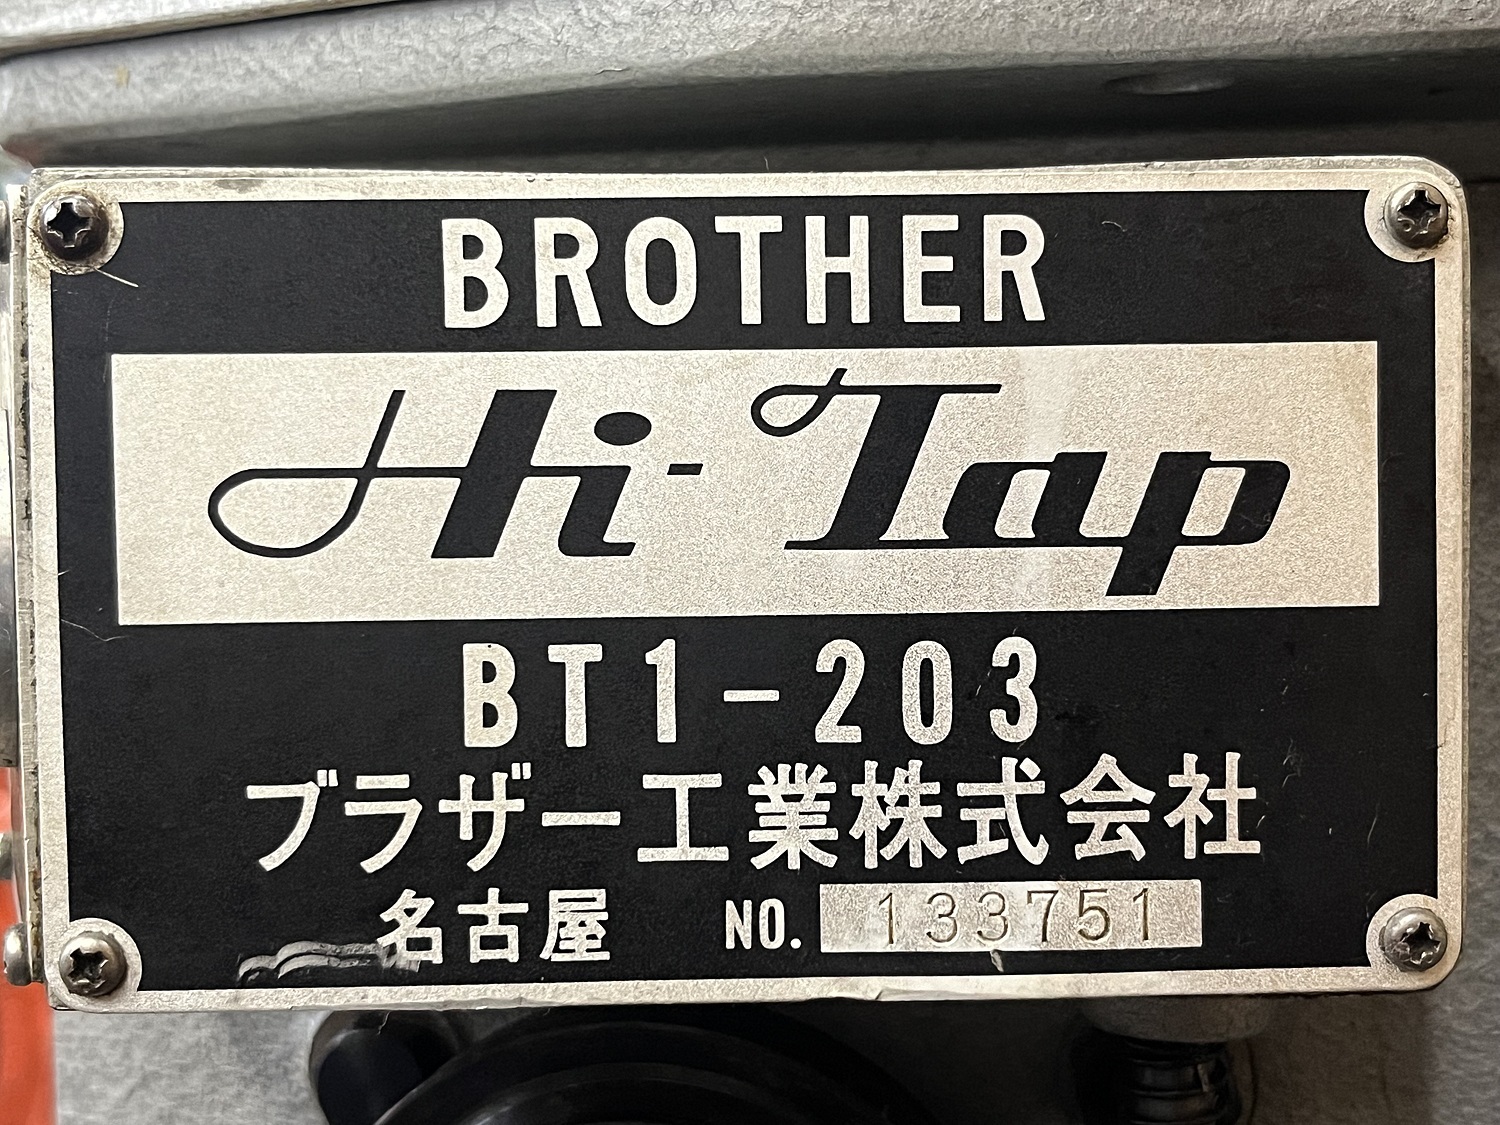 BROTHER
Hi-Tap
BT1-203
ブラザー工業株式会社
名古屋 NO. 133751